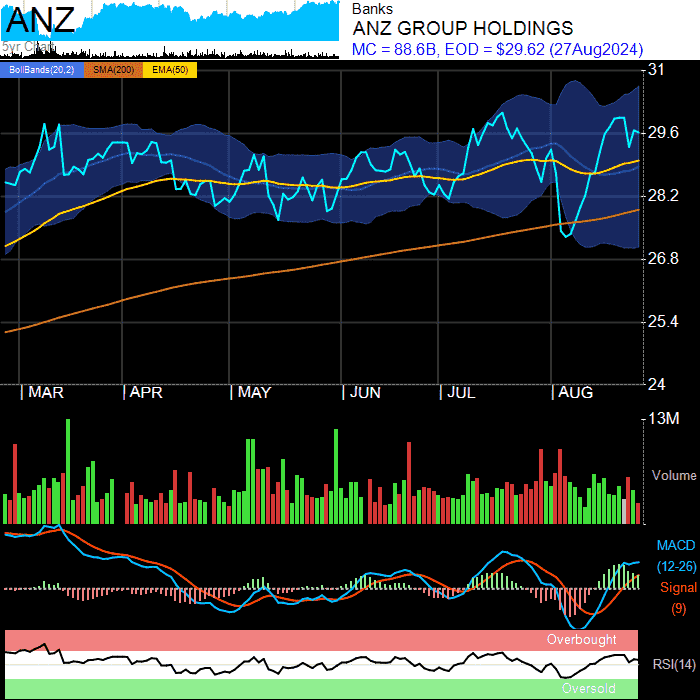 ANZ
5yr Chart
Banks
ANZ GROUP HOLDINGS
MC = 88.6B, EOD = $29.62 (27Aug2024)
BollBands(20,2) SMA(200) EMA(50)
31
29.6
28.2
26.8
25.4
24
MAR APR MAY JUN JUL AUG
13M
Volume
MACD
(12-26)
Signal
(9)
Overbought
RSI(14)
Oversold